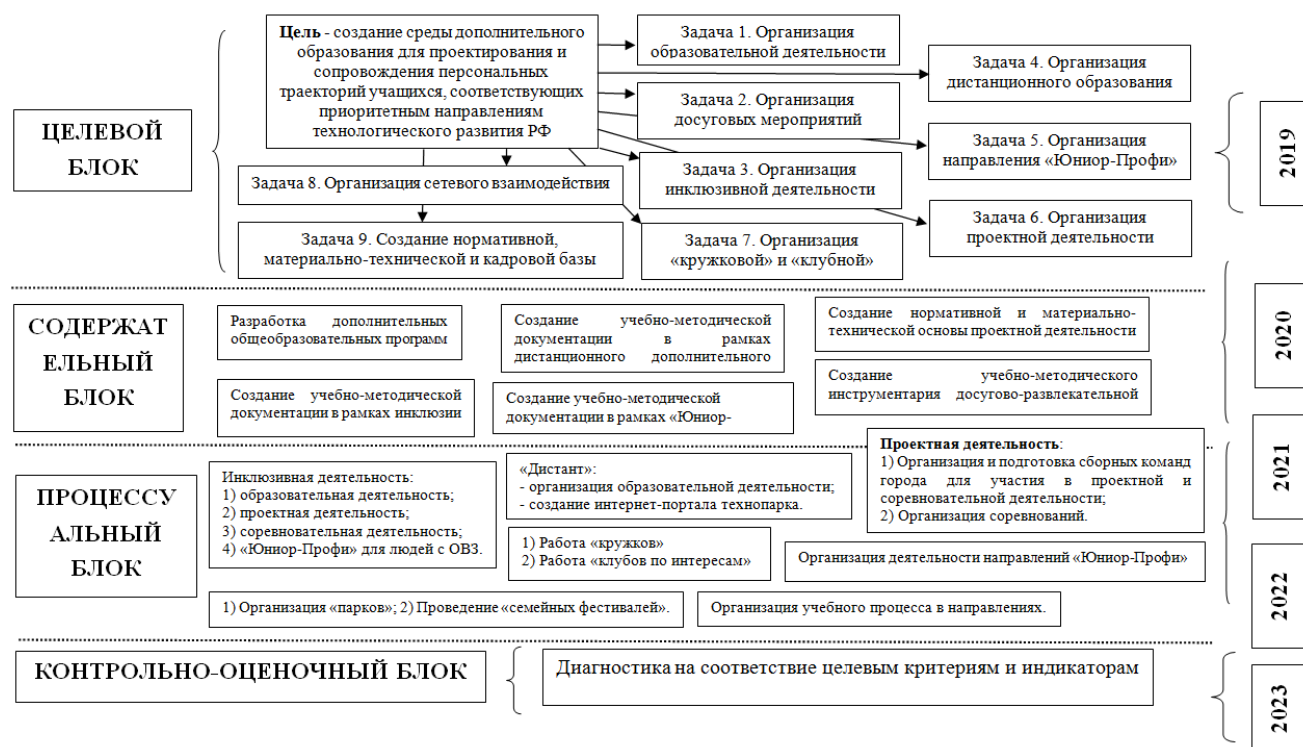 ЦЕЛЕВОЙ
БЛОК
Цель - создание среды дополнительного
образования для проектирования и
сопровождения персональных
траекторий учащихся, соответствующих
приоритетным направлениям
технологического развития РФ
Задача 1. Организация
образовательной деятельности
Задача 4. Организация
дистанционного образования
Задача 2. Организация
досуговых мероприятий
Задача 5. Организация
направления «Юниор-Профи»
Задача 8. Организация сетевого взаимодействия
Задача 3. Организация
инклюзивной деятельности
Задача 6. Организация
проектной деятельности
Задача 9. Создание нормативной,
материально-технической и кадровой базы
Задача 7. Организация
«кружковой» и «клубной»
2019
СОДЕРЖАТ
ЕЛЬНЫЙ
БЛОК
Разработка дополнительных
общеобразовательных программ
Создание учебно-методической
документации в рамках
дистанционного дополнительного
Создание нормативной и материально-
технической основы проектной деятельности
Создание учебно-методической
документации в рамках инклюзии
Создание учебно-методической
документации в рамках «Юниор-
Создание учебно-методического
инструментария досугово-развлекательной
2020
ПРОЦЕССУ
АЛЬНЫЙ
БЛОК
Инклюзивная деятельность:
1) образовательная деятельность;
2) проектная деятельность;
3) соревновательная деятельность;
4) «Юниор-Профи» для людей с ОВЗ.
«Дистант»:
- организация образовательной деятельности;
- создание интернет-портала технопарка.
Проектная деятельность:
1) Организация и подготовка сборных команд
города для участия в проектной и
соревновательной деятельности;
2) Организация соревнований.
1) Работа «кружков»
2) Работа «клубов по интересам»
Организация деятельности направлений «Юниор-Профи»
1) Организация «парков»; 2) Проведение «семейных фестивалей».
Организация учебного процесса в направлениях.
2021
2022
КОНТРОЛЬНО-ОЦЕНОЧНЫЙ БЛОК
Диагностика на соответствие целевым критериям и индикаторам
2023